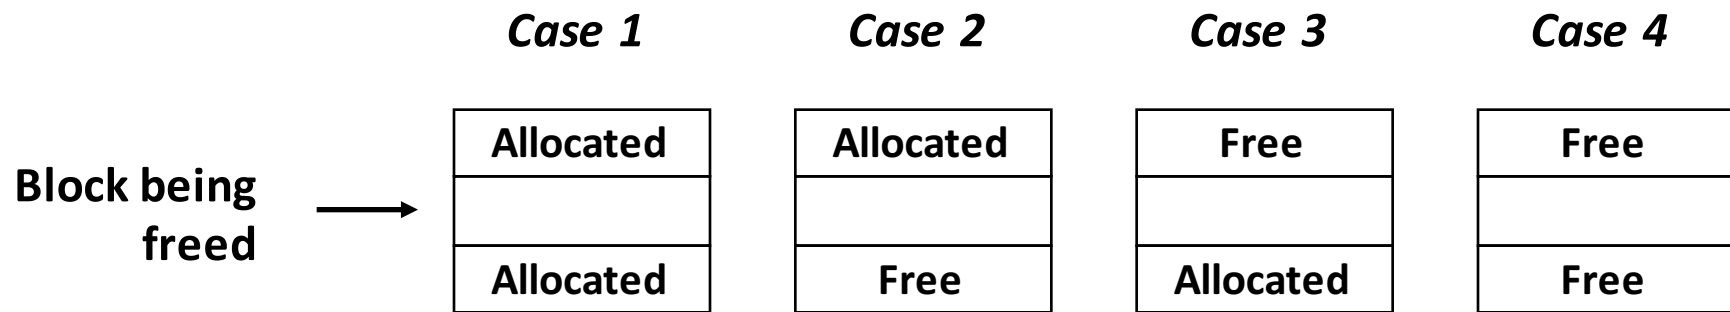 Case 1
Case 2
Case 3
Case 4
Block being
freed
Allocated
Allocated
Allocated
Free
Free
Allocated
Free
Free